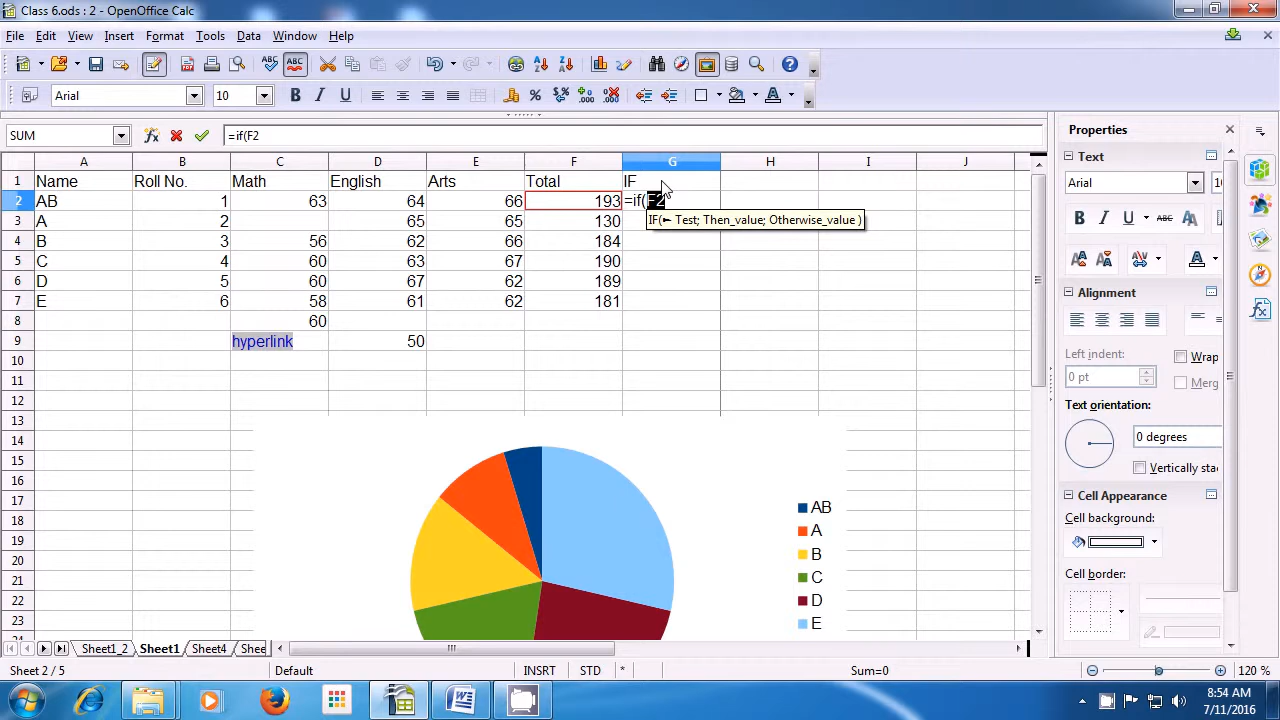 Class 6.ods : 2 - OpenOffice Calc
File Edit View Insert Format Tools Data Window Help
Arial 10
SUM =if(F2
A B C D E F G H I J
1 Name Roll No. Math English Arts Total IF
2 AB 1 63 64 66 193 =if(F2
IF( Test; Then_value; Otherwise_value )
3 A 2 65 65 130
4 B 3 56 62 66 184
5 C 4 60 63 67 190
6 D 5 60 67 62 189
7 E 6 58 61 62 181
8 60
9 hyperlink 50
10
11
12
13
14
15
16
17
18
19
20
21
22
23
AB
A
B
C
D
E
Properties
Text
Arial
B I U ABC A
A A AV A
Alignment
Left indent: Wrap
0 pt Merg
Text orientation:
0 degrees
Vertically sta
Cell Appearance
Cell background:
Cell border:
Sheet1_2 Sheet1 Sheet4 Shee
Sheet 2 / 5 Default INSRT STD * Sum=0 120 %
8:54 AM
7/11/2016